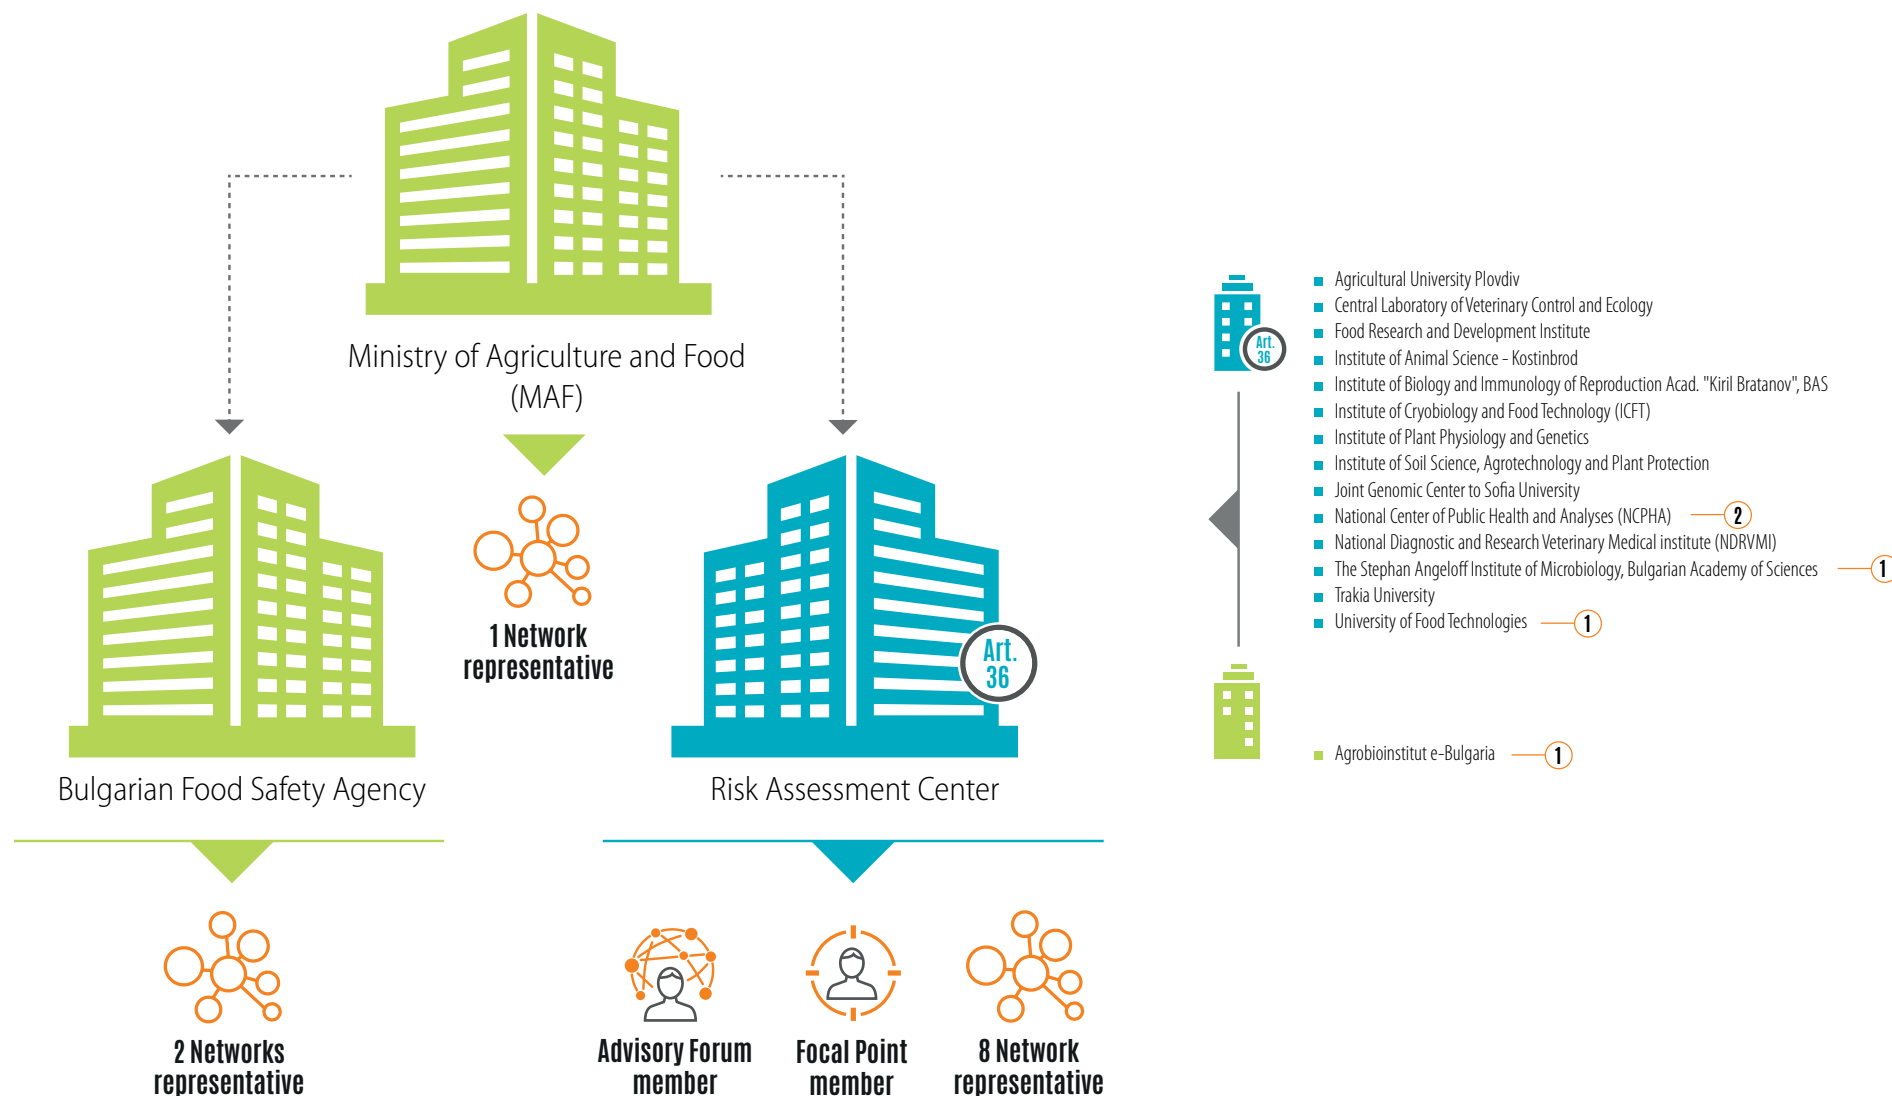 Ministry of Agriculture and Food
(MAF)
1 Network
representative
Art.
36
Bulgarian Food Safety Agency
Risk Assessment Center
2 Networks
representative
Advisory Forum
member
Focal Point
member
8 Network
representative
Art.
36
Agricultural University Plovdiv
Central Laboratory of Veterinary Control and Ecology
Food Research and Development Institute
Institute of Animal Science - Kostinbrod
Institute of Biology and Immunology of Reproduction Acad. "Kiril Bratanov", BAS
Institute of Cryobiology and Food Technology (ICFT)
Institute of Plant Physiology and Genetics
Institute of Soil Science, Agrotechnology and Plant Protection
Joint Genomic Center to Sofia University
National Center of Public Health and Analyses (NCPHA) 2
National Diagnostic and Research Veterinary Medical institute (NDRVMI)
The Stephan Angeloff Institute of Microbiology, Bulgarian Academy of Sciences 1
Trakia University
University of Food Technologies 1
Agrobioinstitut e-Bulgaria 1